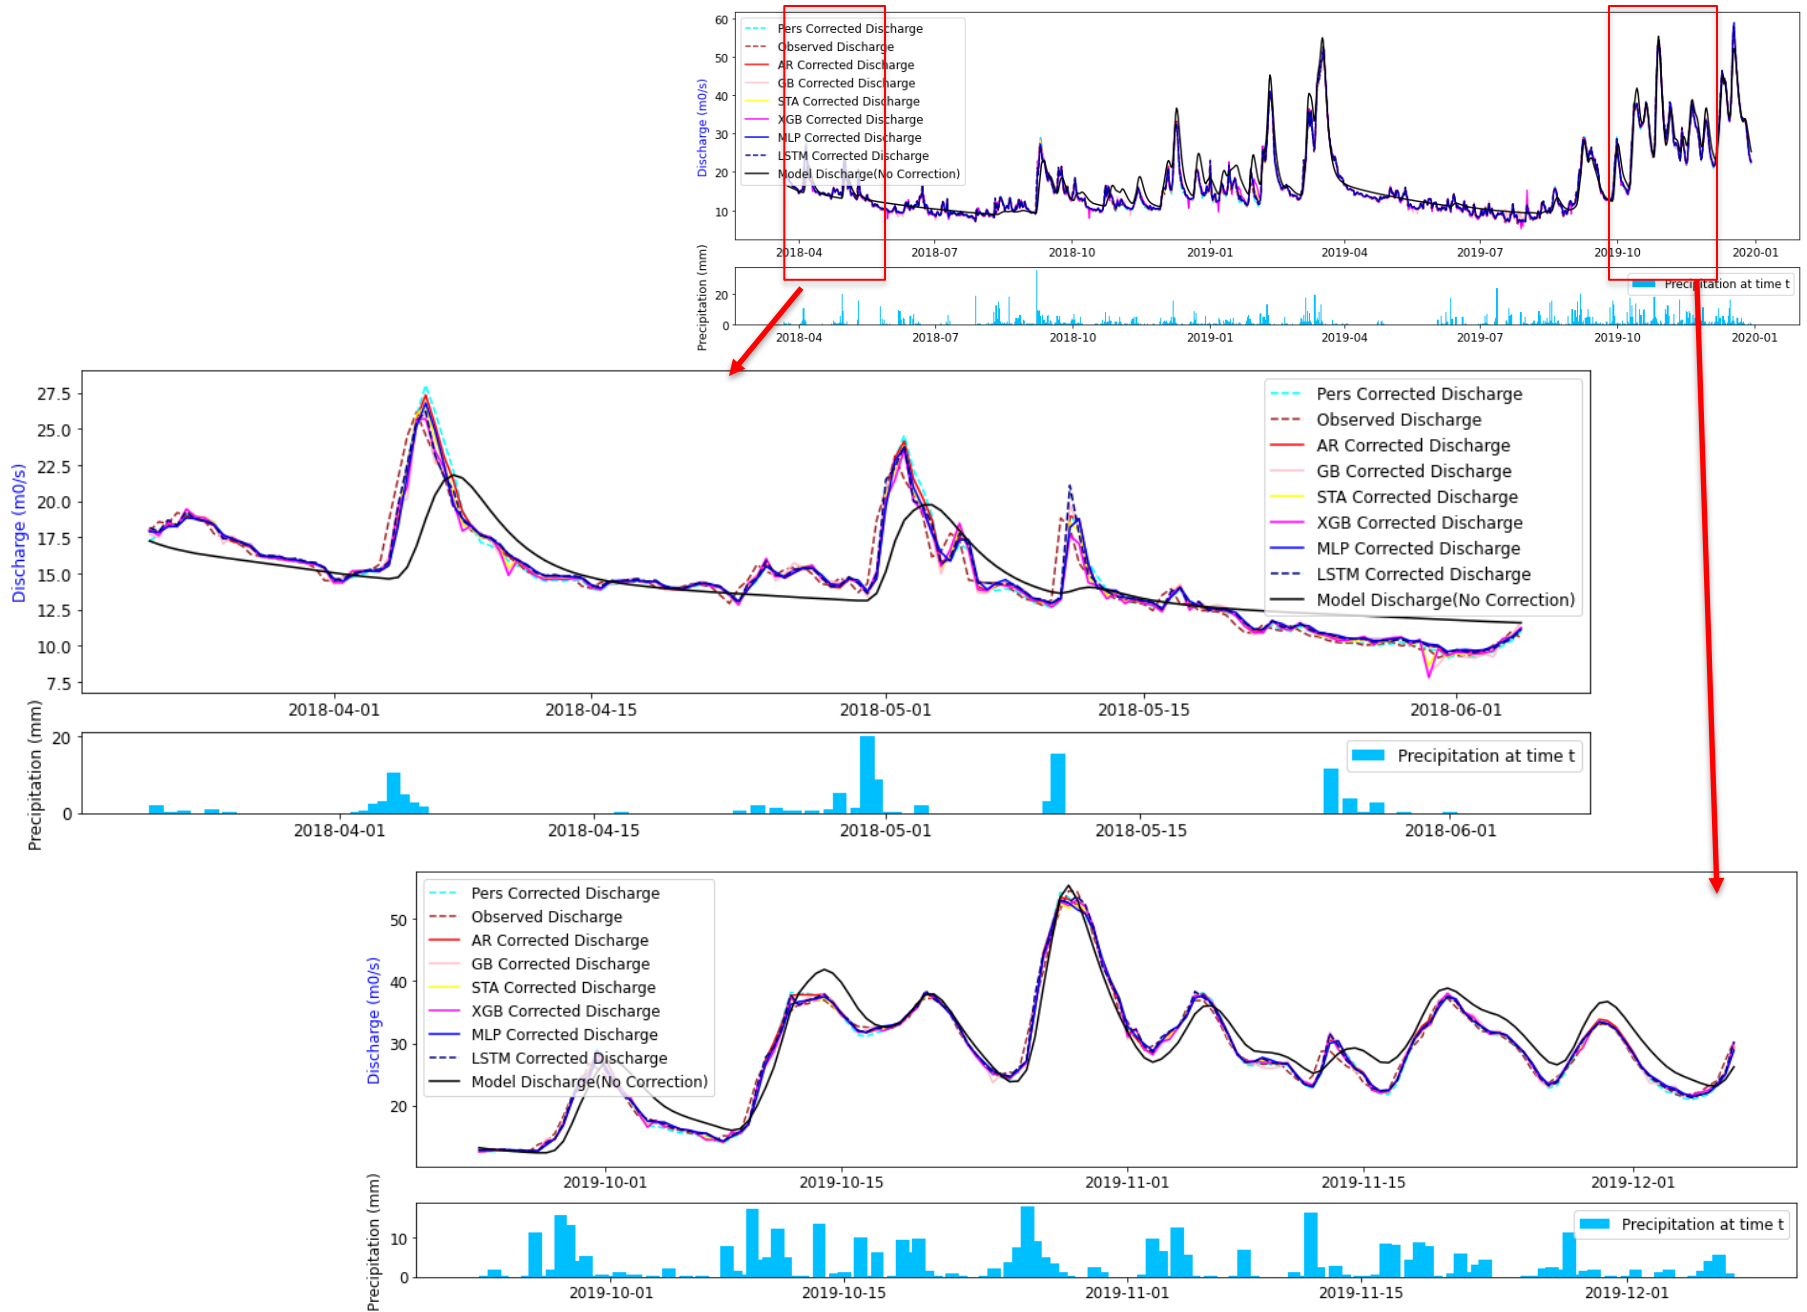 60
50
40
30
20
10
Discharge (m0/s)
Pers Corrected Discharge
Observed Discharge
AR Corrected Discharge
GB Corrected Discharge
STA Corrected Discharge
XGB Corrected Discharge
MLP Corrected Discharge
LSTM Corrected Discharge
Model Discharge(No Correction)
2018-04
2018-07
2018-10
2019-01
2019-04
2019-07
2019-10
2020-01
Precipitation (mm)
20
0
Precipitation at time t
2018-04
2018-07
2018-10
2019-01
2019-04
2019-07
2019-10
2020-01
27.5
25.0
22.5
20.0
17.5
15.0
12.5
10.0
7.5
Discharge (m0/s)
Pers Corrected Discharge
Observed Discharge
AR Corrected Discharge
GB Corrected Discharge
STA Corrected Discharge
XGB Corrected Discharge
MLP Corrected Discharge
LSTM Corrected Discharge
Model Discharge(No Correction)
2018-04-01
2018-04-15
2018-05-01
2018-05-15
2018-06-01
Precipitation (mm)
20
0
Precipitation at time t
2018-04-01
2018-04-15
2018-05-01
2018-05-15
2018-06-01
50
40
30
20
Discharge (m0/s)
Pers Corrected Discharge
Observed Discharge
AR Corrected Discharge
GB Corrected Discharge
STA Corrected Discharge
XGB Corrected Discharge
MLP Corrected Discharge
LSTM Corrected Discharge
Model Discharge(No Correction)
2019-10-01
2019-10-15
2019-11-01
2019-11-15
2019-12-01
Precipitation (mm)
10
0
Precipitation at time t
2019-10-01
2019-10-15
2019-11-01
2019-11-15
2019-12-01